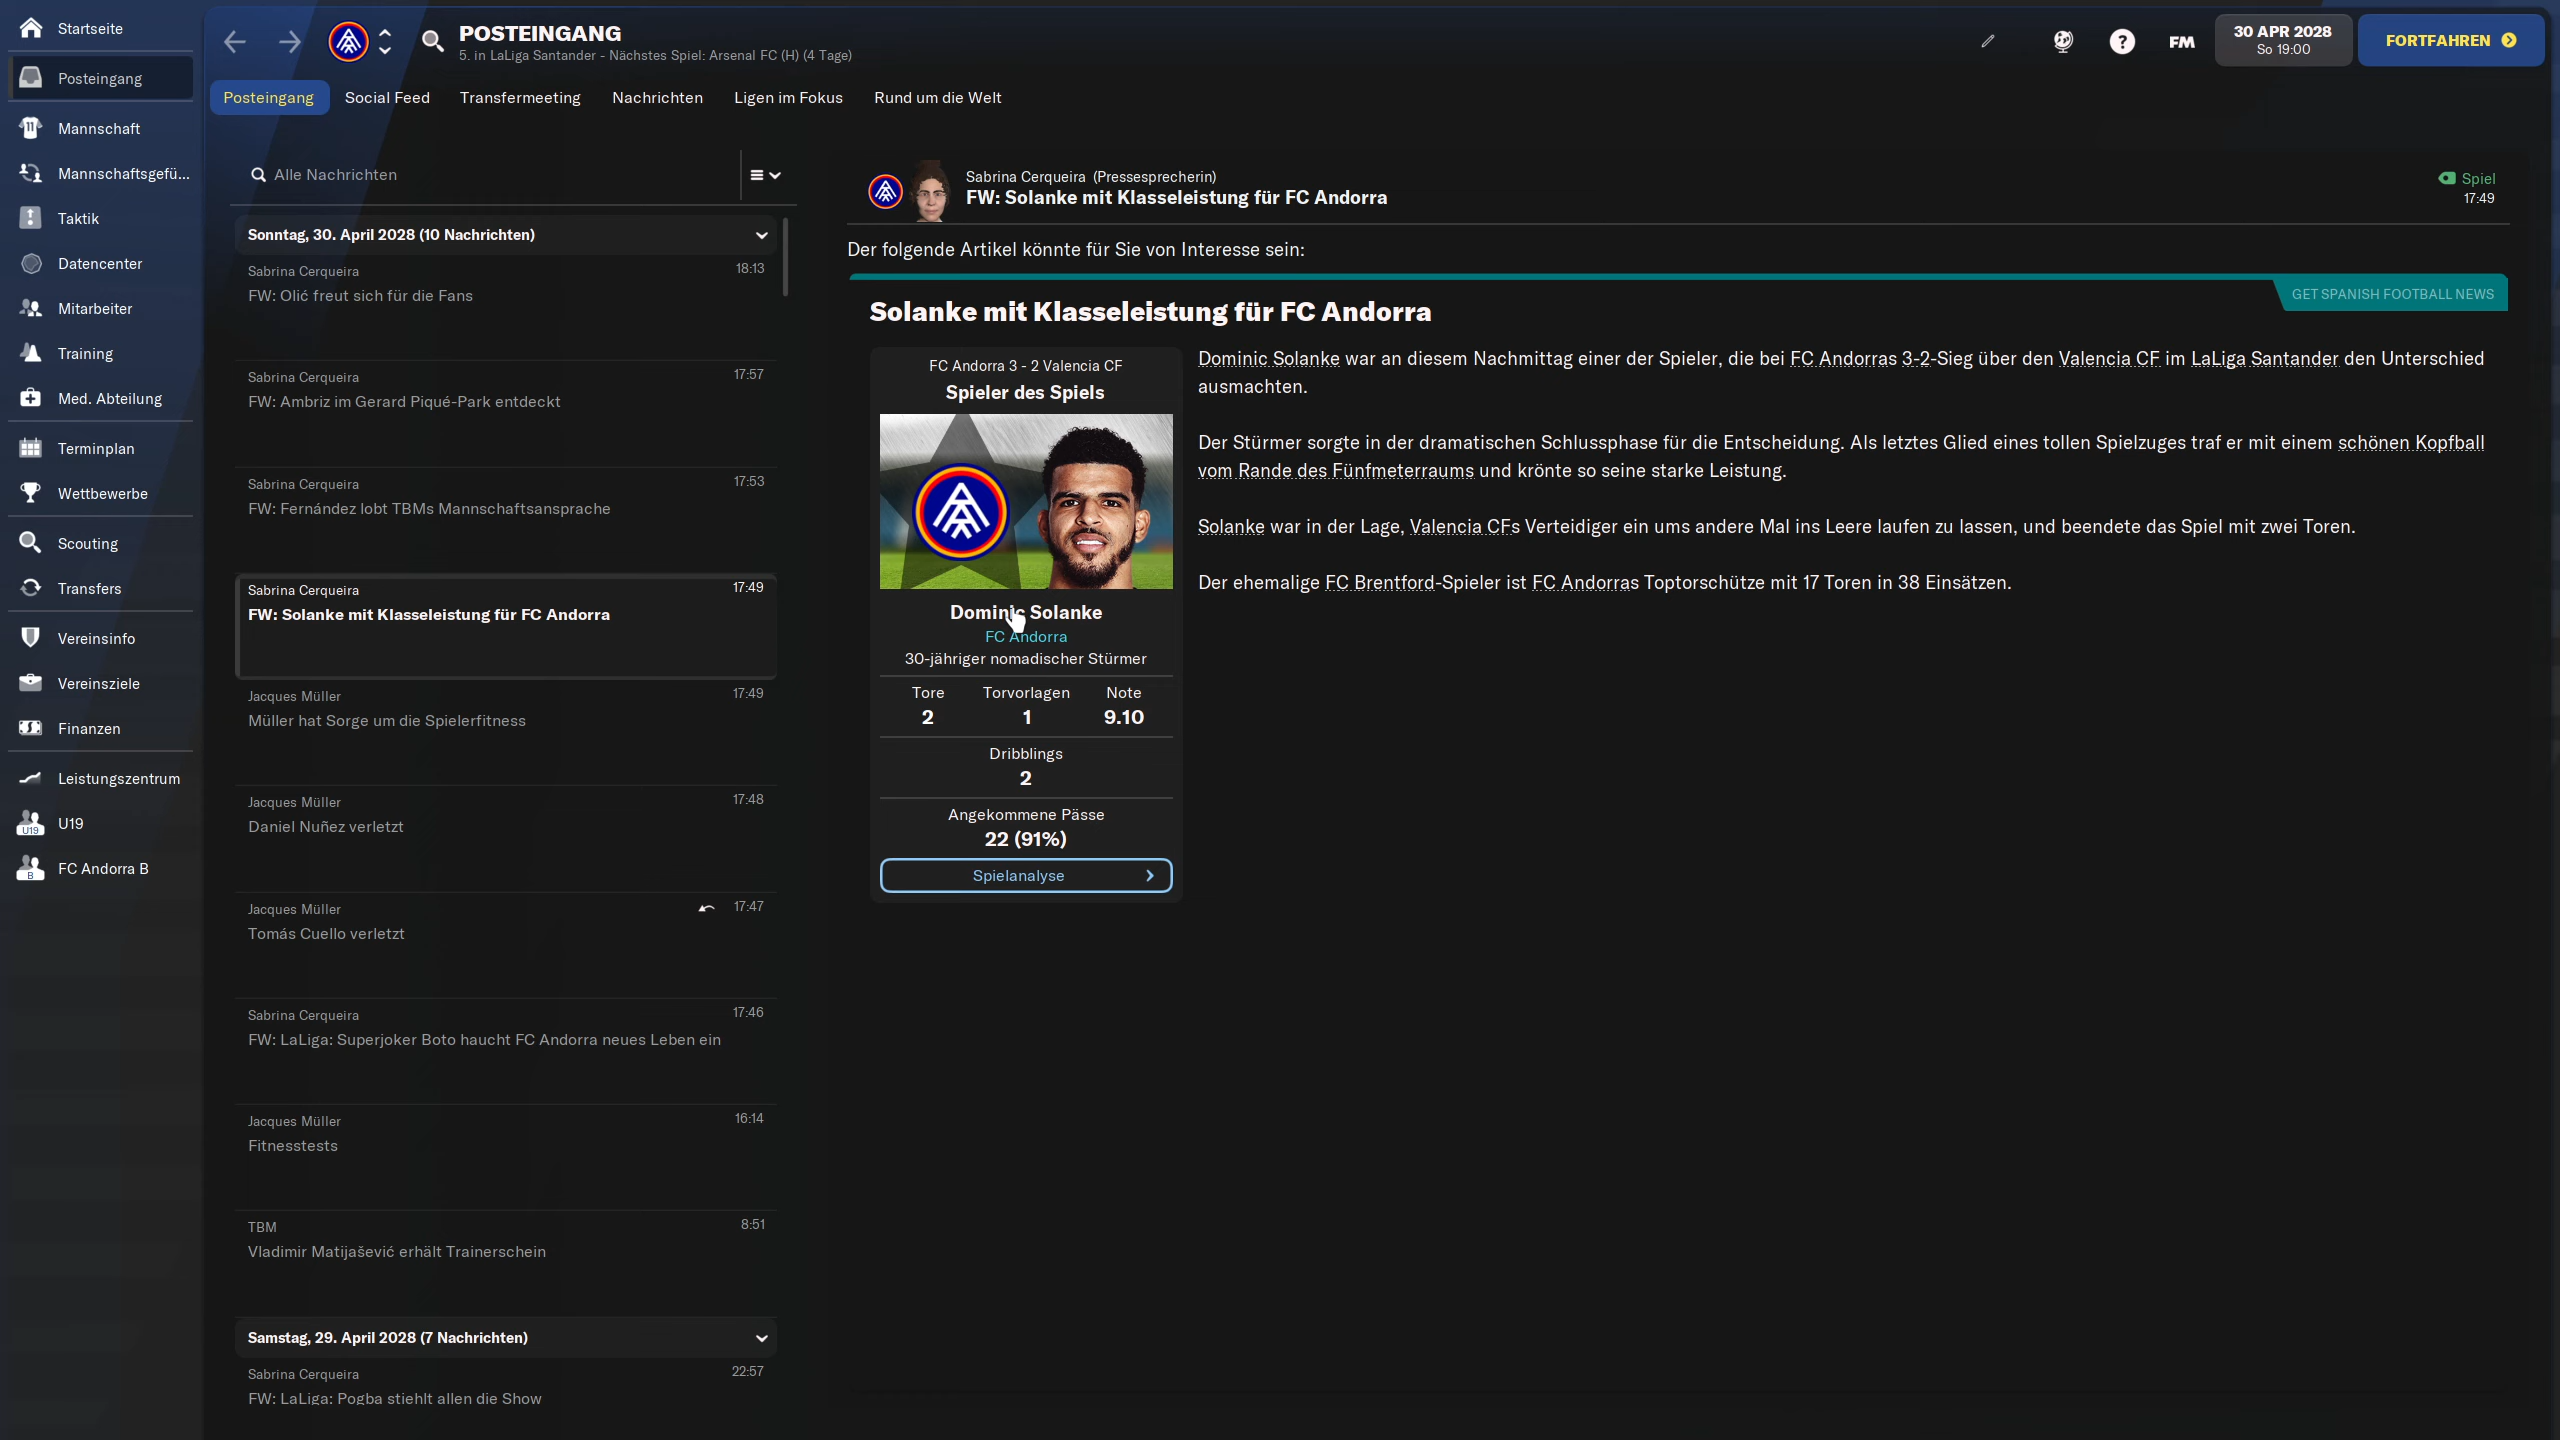 Startseite
Posteingang
Mannschaft
Mannschaftsgefü...
Taktik
Datencenter
Mitarbeiter
Training
Med. Abteilung
Terminplan
Wettbewerbe
Scouting
Transfers
Vereinsinfo
Vereinsziele
Finanzen
Leistungszentrum
U19
U19
B
FC Andorra B
POSTEINGANG
5. in LaLiga Santander - Nächstes Spiel: Arsenal FC (H) (4 Tage)
?
FM
30 APR 2028
So 19:00
FORTFAHREN
Posteingang
Social Feed
Transfermeeting
Nachrichten
Ligen im Fokus
Rund um die Welt
Alle Nachrichten
Sonntag, 30. April 2028 (10 Nachrichten)
Sabrina Cerqueira 18:13
FW: Olić freut sich für die Fans
Sabrina Cerqueira 17:57
FW: Ambriz im Gerard Piqué-Park entdeckt
Sabrina Cerqueira 17:53
FW: Fernández lobt TBMs Mannschaftsansprache
Sabrina Cerqueira 17:49
FW: Solanke mit Klasseleistung für FC Andorra
Jacques Müller 17:49
Müller hat Sorge um die Spielerfitness
Jacques Müller 17:48
Daniel Nuñez verletzt
Jacques Müller 17:47
Tomás Cuello verletzt
Sabrina Cerqueira 17:46
FW: LaLiga: Superjoker Boto haucht FC Andorra neues Leben ein
Jacques Müller 16:14
Fitnesstests
TBM 8:51
Vladimir Matijašević erhält Trainerschein
Samstag, 29. April 2028 (7 Nachrichten)
Sabrina Cerqueira 22:57
FW: LaLiga: Pogba stiehlt allen die Show
Sabrina Cerqueira (Pressesprecherin)
FW: Solanke mit Klasseleistung für FC Andorra
Spiel
17:49
Der folgende Artikel könnte für Sie von Interesse sein:
GET SPANISH FOOTBALL NEWS
Solanke mit Klasseleistung für FC Andorra
FC Andorra 3 - 2 Valencia CF
Spieler des Spiels
Dominic Solanke
FC Andorra
30-jähriger nomadischer Stürmer
Tore Torvorlagen Note
2 1 9.10
Dribblings
2
Angekommene Pässe
22 (91%)
Spielanalyse
Dominic Solanke war an diesem Nachmittag einer der Spieler, die bei FC Andorras 3-2-Sieg über den Valencia CF im LaLiga Santander den Unterschied
ausmachten.
Der Stürmer sorgte in der dramatischen Schlussphase für die Entscheidung. Als letztes Glied eines tollen Spielzuges traf er mit einem schönen Kopfball
vom Rande des Fünfmeterraums und krönte so seine starke Leistung.
Solanke war in der Lage, Valencia CFs Verteidiger ein ums andere Mal ins Leere laufen zu lassen, und beendete das Spiel mit zwei Toren.
Der ehemalige FC Brentford-Spieler ist FC Andorras Toptorschütze mit 17 Toren in 38 Einsätzen.